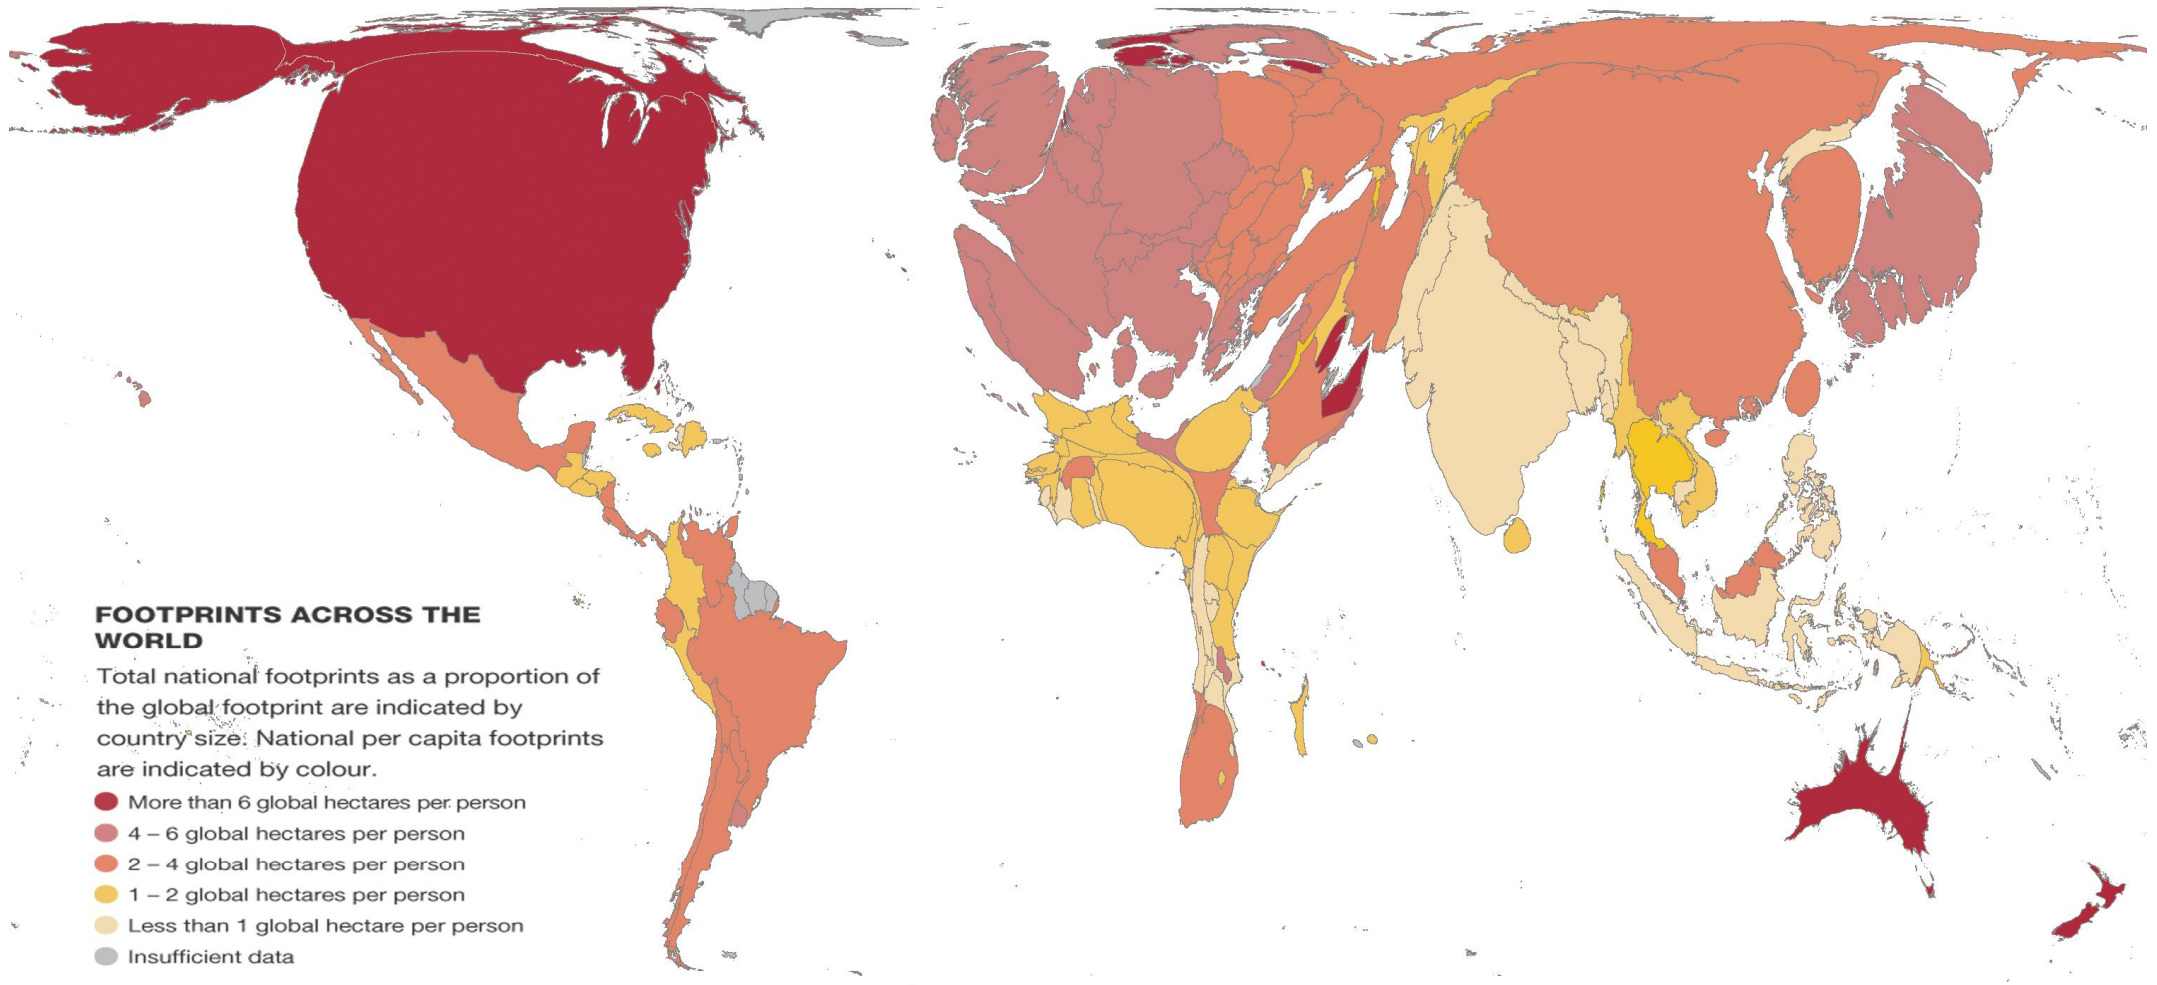 FOOTPRINTS ACROSS THE
WORLD
Total national footprints as a proportion of
the global footprint are indicated by
country size. National per capita footprints
are indicated by colour.
More than 6 global hectares per person
4 – 6 global hectares per person
2 – 4 global hectares per person
1 – 2 global hectares per person
Less than 1 global hectare per person
Insufficient data